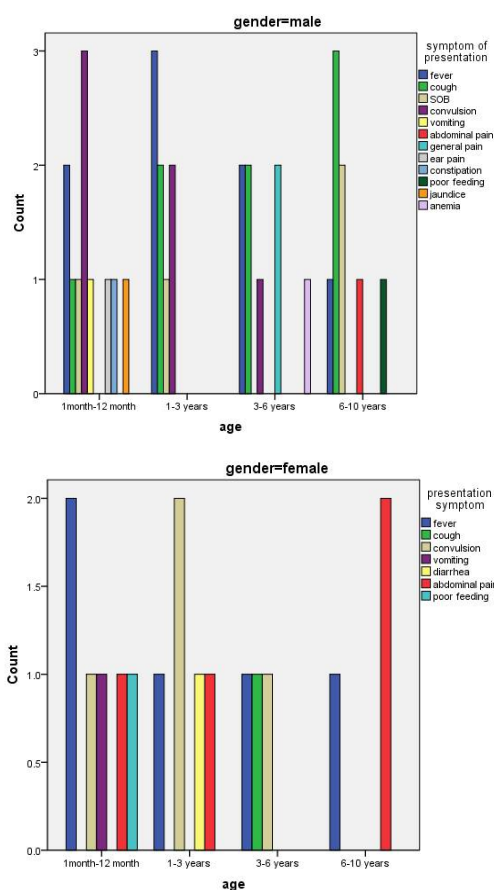 gender=male
symptom of
presentation
fever
cough
SOB
convulsion
vomiting
abdominal pain
general pain
ear pain
constipation
poor feeding
jaundice
anemia
3
2
1
0
Count
1month-12 month 1-3 years 3-6 years 6-10 years
age
gender=female
presentation
symptom
fever
cough
convulsion
vomiting
diarrhea
abdominal pain
poor feeding
2.0
1.5
1.0
0.5
0.0
Count
1month-12 month 1-3 years 3-6 years 6-10 years
age